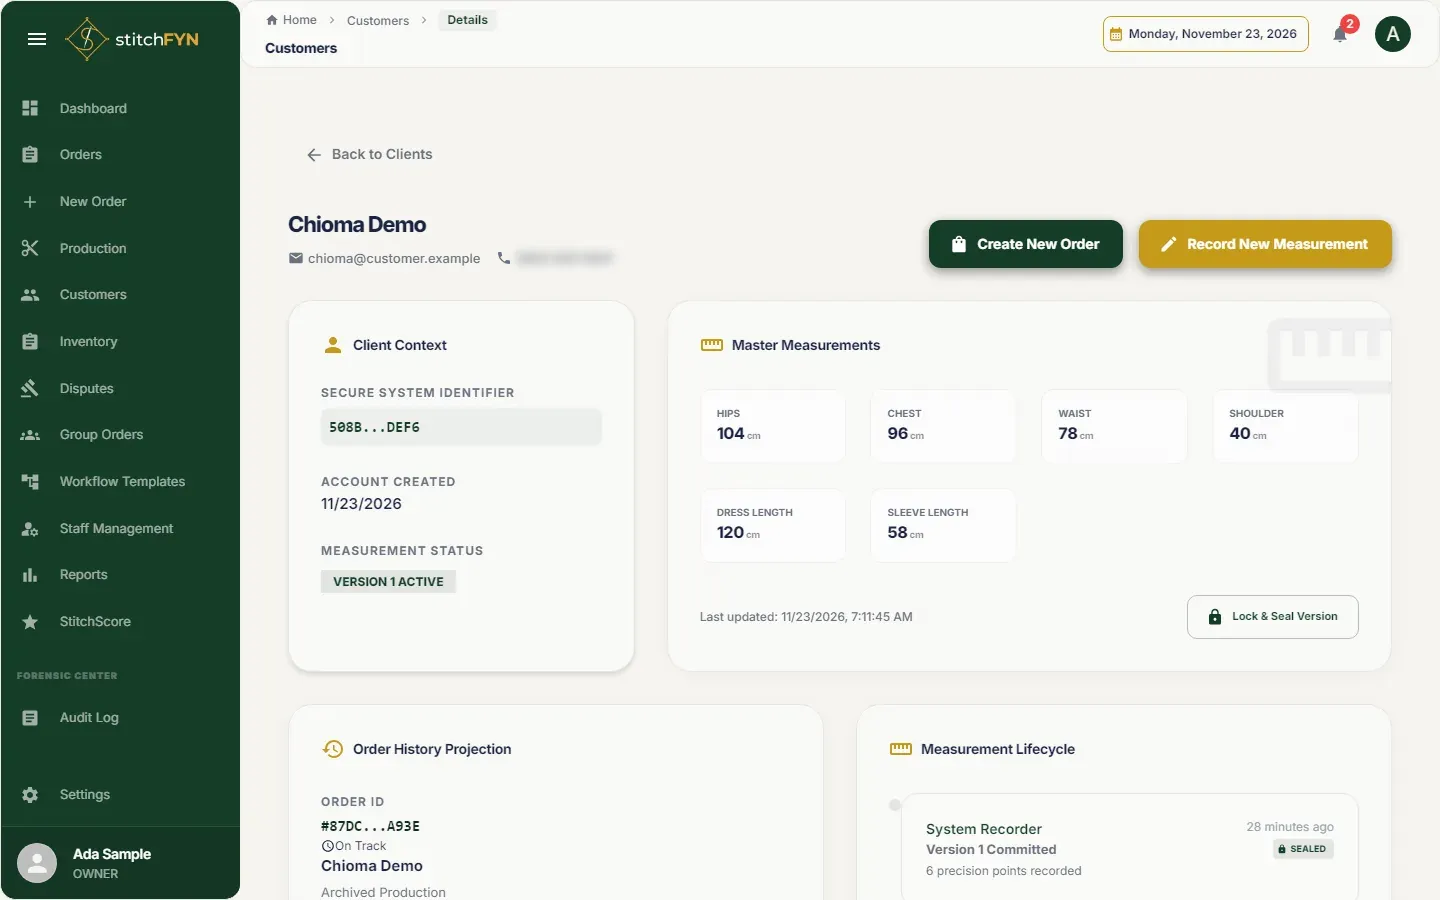 stitchFYN
Dashboard
Orders
New Order
Production
Customers
Inventory
Disputes
Group Orders
Workflow Templates
Staff Management
Reports
StitchScore
FORENSIC CENTER
Audit Log
Settings
Ada Sample
OWNER
Home > Customers > Details
Customers
Monday, November 23, 2026
2
A
Back to Clients
Chioma Demo
chioma@customer.example
Create New Order
Record New Measurement
Client Context
SECURE SYSTEM IDENTIFIER
508B...DEF6
ACCOUNT CREATED
11/23/2026
MEASUREMENT STATUS
VERSION 1 ACTIVE
Master Measurements
HIPS
104 cm
CHEST
96 cm
WAIST
78 cm
SHOULDER
40 cm
DRESS LENGTH
120 cm
SLEEVE LENGTH
58 cm
Last updated: 11/23/2026, 7:11:45 AM
Lock & Seal Version
Order History Projection
ORDER ID
#87DC...A93E
On Track
Chioma Demo
Archived Production
Measurement Lifecycle
System Recorder
28 minutes ago
Version 1 Committed
SEALED
6 precision points recorded